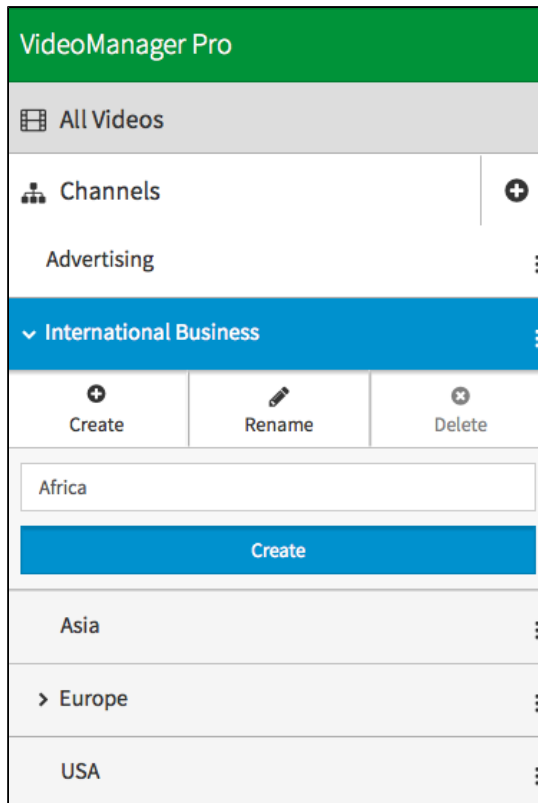 VideoManager Pro
All Videos
Channels
Advertising
International Business
Create Rename Delete
Africa
Create
Asia
Europe
USA